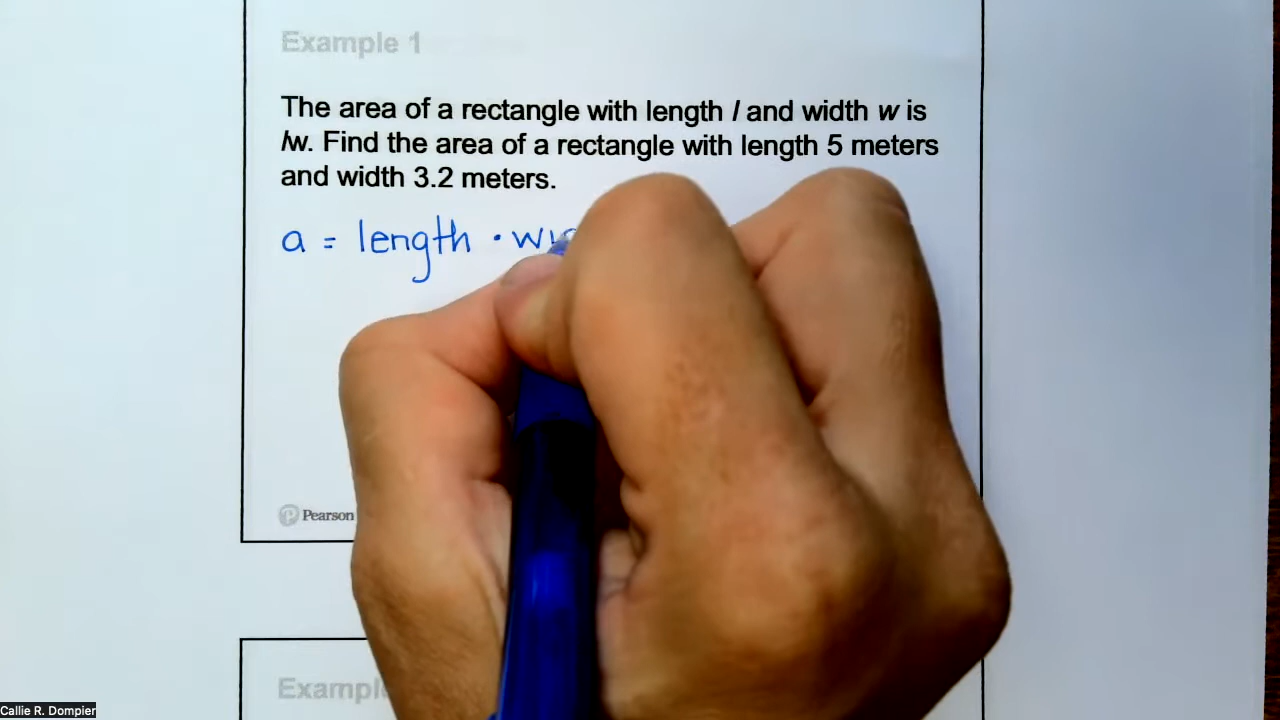 Example 1
The area of a rectangle with length l and width w is
lw. Find the area of a rectangle with length 5 meters
and width 3.2 meters.
a = length ·
Pearson
Callie R. Dompier